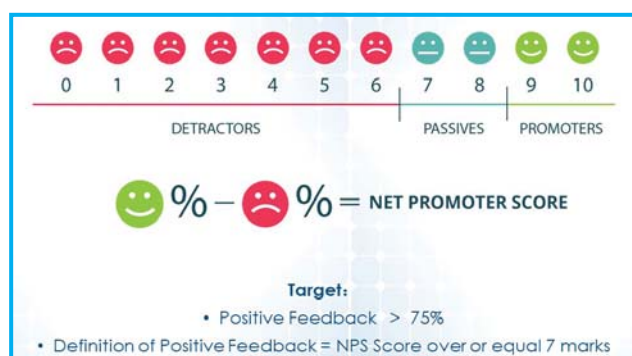 0 1 2 3 4 5 6 7 8 9 10
DETRACTORS PASSIVES PROMOTERS
% – % = NET PROMOTER SCORE
Target:
• Positive Feedback > 75%
• Definition of Positive Feedback = NPS Score over or equal 7 marks